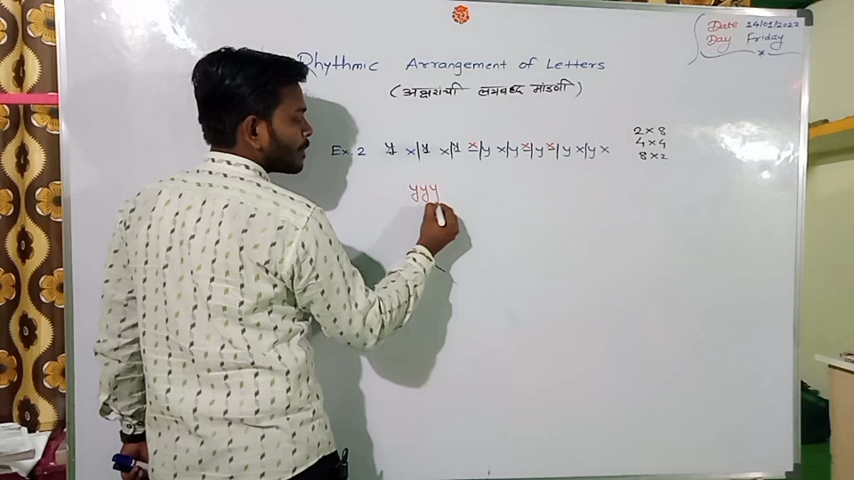 Date 14/01/2022
Day Friday
Rhythmic Arrangement of Letters
(अक्षरांची लयबध्द मांडणी)
Ex. 2 y x/y x/y x/y x/y x/y x/y x/y x
2×8
4×4
8×2
yyy